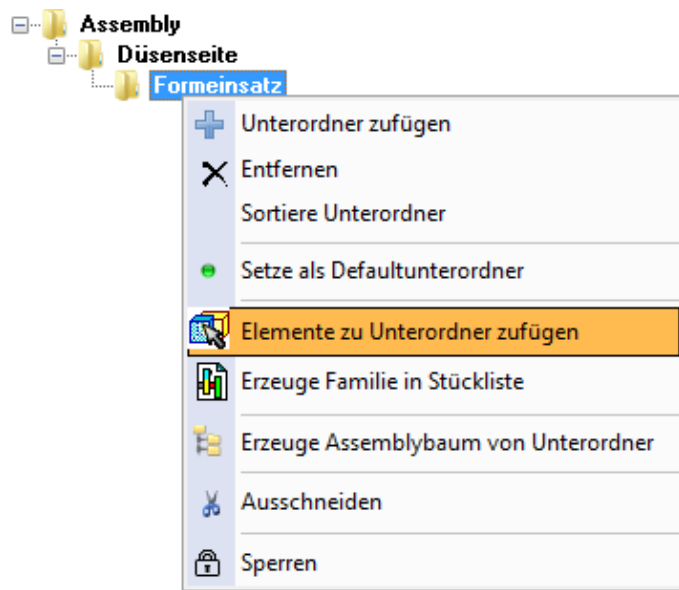 Assembly
Düsenseite
Formeinsatz
Unterordner zufügen
Entfernen
Sortiere Unterordner
Setze als Defaultunterordner
Elemente zu Unterordner zufügen
Erzeuge Familie in Stückliste
Erzeuge Assemblybaum von Unterordner
Ausschneiden
Sperren